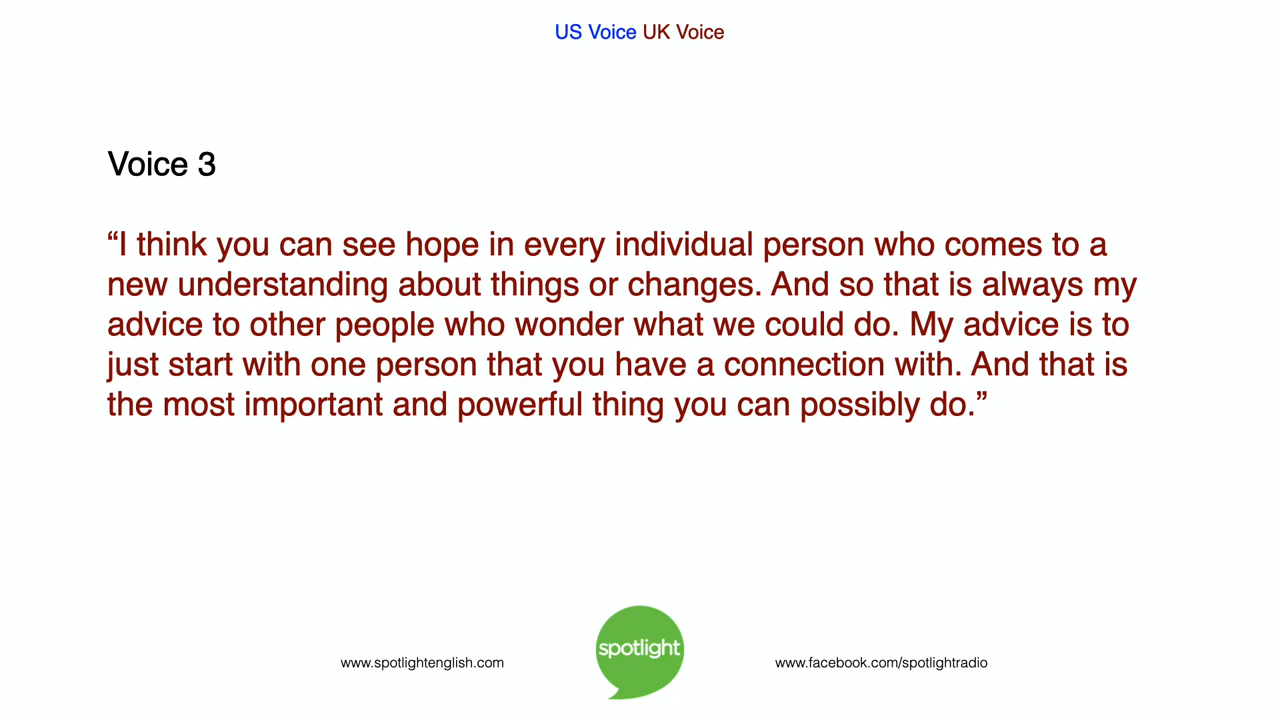 US Voice UK Voice
Voice 3
“I think you can see hope in every individual person who comes to a
new understanding about things or changes. And so that is always my
advice to other people who wonder what we could do. My advice is to
just start with one person that you have a connection with. And that is
the most important and powerful thing you can possibly do.”
spotlight
www.spotlightenglish.com
www.facebook.com/spotlightradio